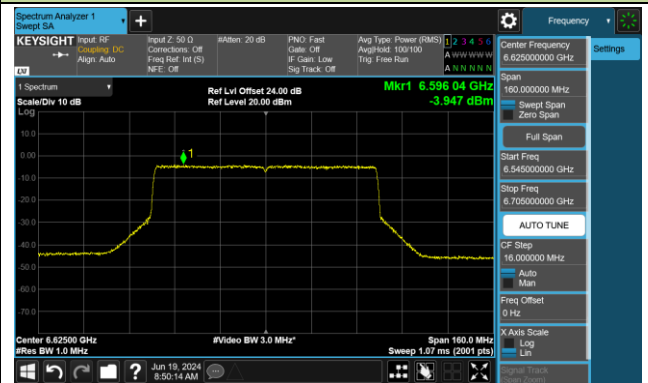 Spectrum Analyzer 1
Swept SA
Frequency
KEYSIGHT
Input: RF
Coupling: DC
Align: Auto
Input Z: 50 Ω
Corrections: Off
Freq Ref: Int (S)
NFE: Off
#Atten: 20 dB
PNO: Fast
Gate: Off
IF Gain: Low
Sig Track: Off
Avg Type: Power (RMS)
Avg|Hold: 100/100
Trig: Free Run
1 2 3 4 5 6
A W W W W W
A N N N N N
LXI
1 Spectrum
Scale/Div 10 dB
Log
Ref Lvl Offset 24.00 dB
Ref Level 20.00 dBm
Mkr1 6.596 04 GHz
-3.947 dBm
10.0
0.00
-10.0
-20.0
-30.0
-40.0
-50.0
-60.0
-70.0
1
Center 6.62500 GHz
#Res BW 1.0 MHz
#Video BW 3.0 MHz*
Span 160.0 MHz
Sweep 1.07 ms (2001 pts)
Jun 19, 2024
8:50:14 AM
Center Frequency
6.625000000 GHz
Span
160.000000 MHz
Swept Span
Zero Span
Full Span
Start Freq
6.545000000 GHz
Stop Freq
6.705000000 GHz
AUTO TUNE
CF Step
16.000000 MHz
Auto
Man
Freq Offset
0 Hz
X Axis Scale
Log
Lin
Signal Track
(Span Zoom)
Settings